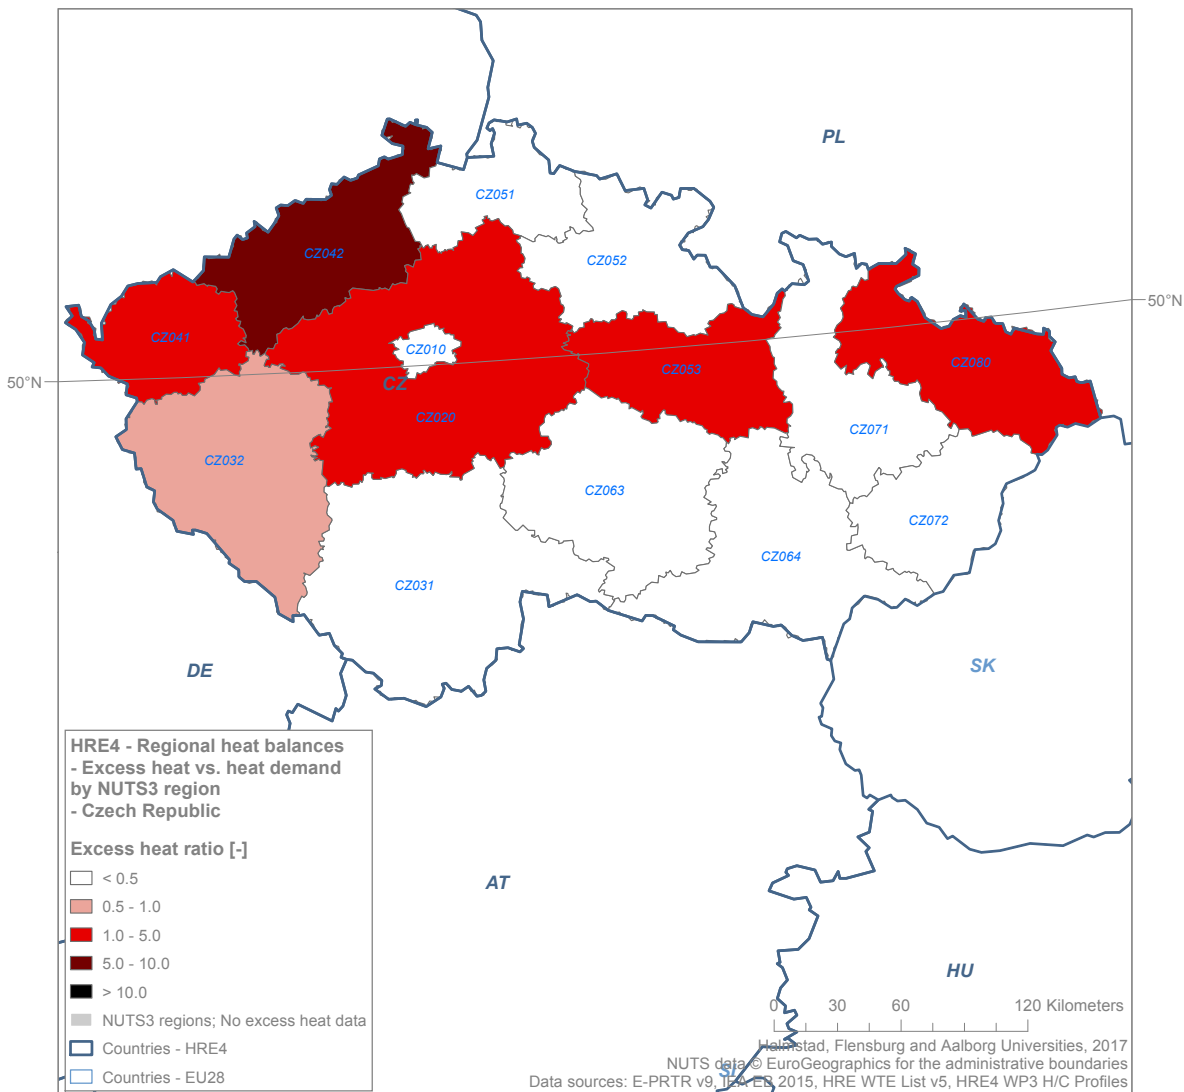 PL
CZ051
CZ042
CZ052
50°N
CZ041
CZ010
CZ053
CZ080
50°N
CZ
CZ020
CZ071
CZ032
CZ063
CZ072
CZ064
CZ031
DE
SK
HRE4 - Regional heat balances
- Excess heat vs. heat demand
by NUTS3 region
- Czech Republic
Excess heat ratio [-]
< 0.5
0.5 - 1.0
1.0 - 5.0
5.0 - 10.0
> 10.0
NUTS3 regions; No excess heat data
Countries - HRE4
Countries - EU28
AT
HU
0 30 60 120 Kilometers
Halmstad, Flensburg and Aalborg Universities, 2017
NUTS data © EuroGeographics for the administrative boundaries
SI
Data sources: E-PRTR v9, IEA EB 2015, HRE WTE List v5, HRE4 WP3 H/C Profiles